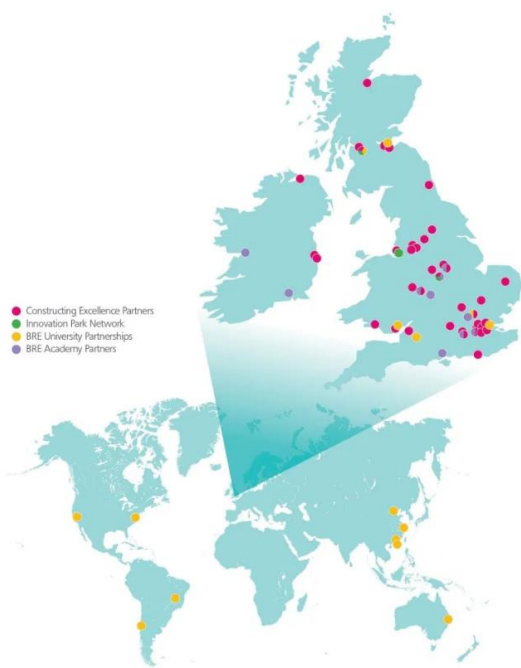 Constructing Excellence Partners
Innovation Park Network
BRE University Partnerships
BRE Academy Partners